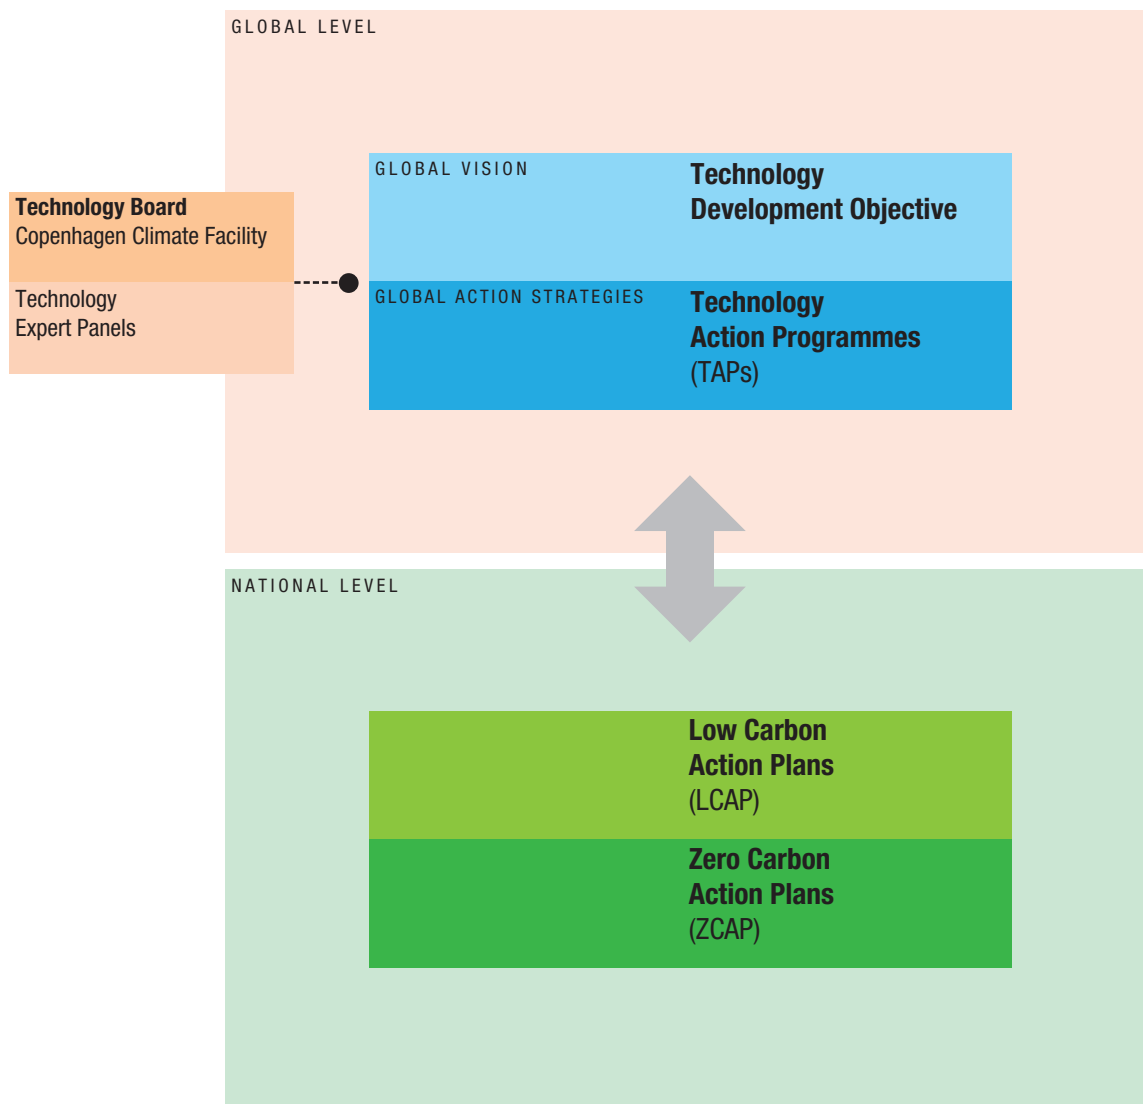 GLOBAL LEVEL
GLOBAL VISION
Technology
Development Objective
Technology Board
Copenhagen Climate Facility
Technology
Expert Panels
GLOBAL ACTION STRATEGIES
Technology
Action Programmes
(TAPs)
NATIONAL LEVEL
Low Carbon
Action Plans
(LCAP)
Zero Carbon
Action Plans
(ZCAP)